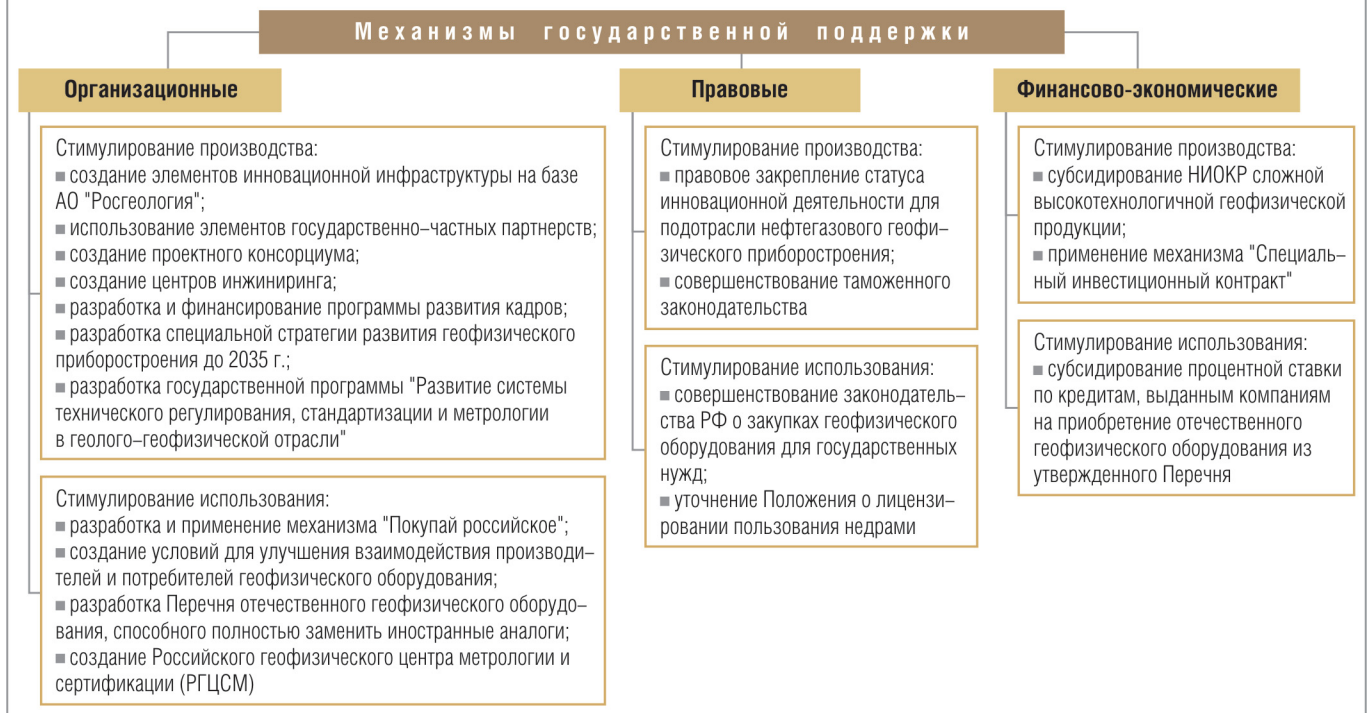 Механизмы государственной поддержки
Организационные
Стимулирование производства:
■ создание элементов инновационной инфраструктуры на базе
АО "Росгеология";
■ использование элементов государственно–частных партнерств;
■ создание проектного консорциума;
■ создание центров инжиниринга;
■ разработка и финансирование программы развития кадров;
■ разработка специальной стратегии развития геофизического
приборостроения до 2035 г.;
■ разработка государственной программы "Развитие системы
технического регулирования, стандартизации и метрологии
в геолого–геофизической отрасли"
Стимулирование использования:
■ разработка и применение механизма "Покупай российское";
■ создание условий для улучшения взаимодействия производи–
телей и потребителей геофизического оборудования;
■ разработка Перечня отечественного геофизического оборудо–
вания, способного полностью заменить иностранные аналоги;
■ создание Российского геофизического центра метрологии и
сертификации (РГЦСМ)
Правовые
Стимулирование производства:
■ правовое закрепление статуса
инновационной деятельности для
подотрасли нефтегазового геофи–
зического приборостроения;
■ совершенствование таможенного
законодательства
Стимулирование использования:
■ совершенствование законодатель–
ства РФ о закупках геофизического
оборудования для государственных
нужд;
■ уточнение Положения о лицензи–
ровании пользования недрами
Финансово-экономические
Стимулирование производства:
■ субсидирование НИОКР сложной
высокотехнологичной геофизической
продукции;
■ применение механизма "Специаль–
ный инвестиционный контракт"
Стимулирование использования:
■ субсидирование процентной ставки
по кредитам, выданным компаниям
на приобретение отечественного
геофизического оборудования из
утвержденного Перечня